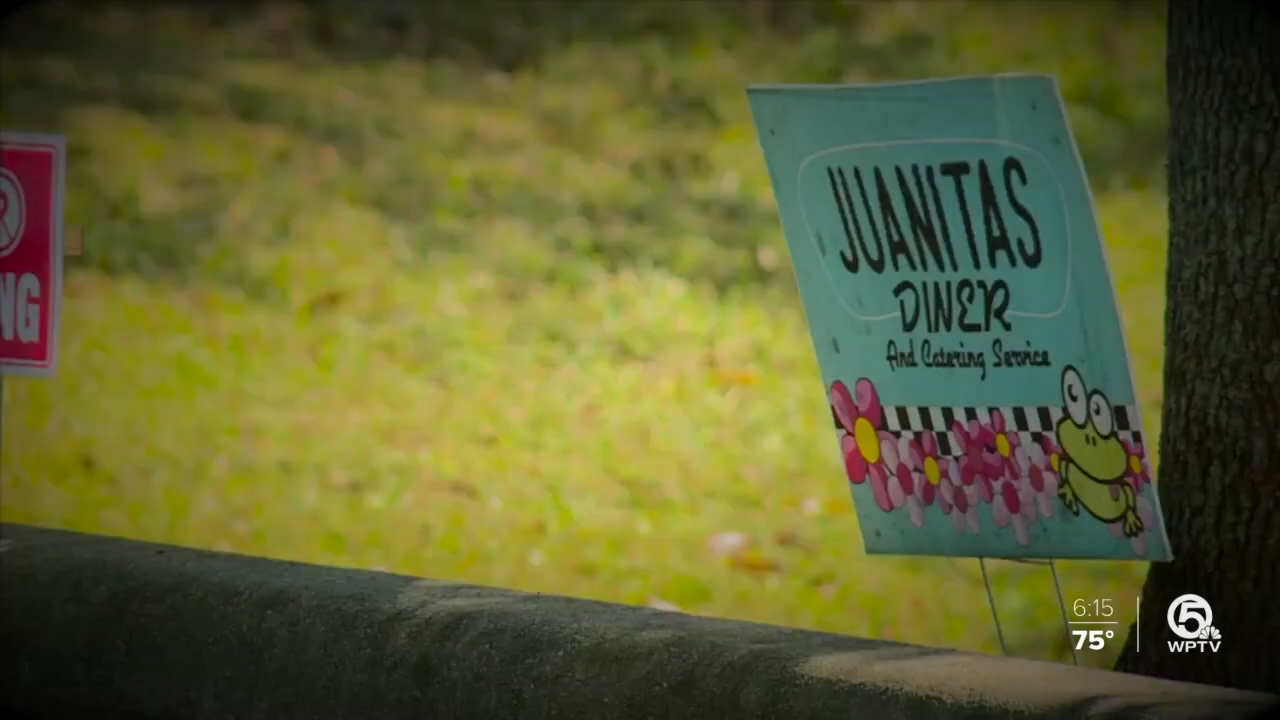 NG
JUANITAS
DINER
And Catering Service
6:15
75°
5
WPTV